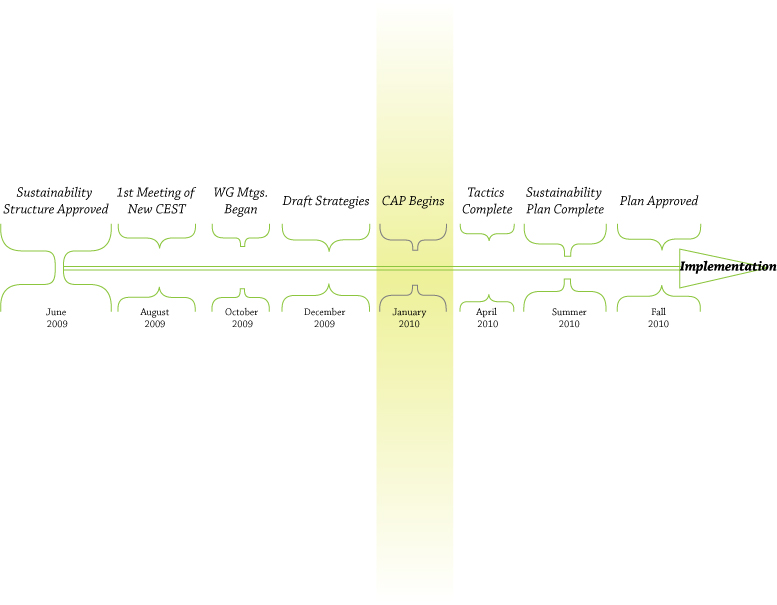 Sustainability
Structure Approved
1st Meeting of
New CEST
WG Mtgs.
Began
Draft Strategies
CAP Begins
Tactics
Complete
Sustainability
Plan Complete
Plan Approved
Implementation
June
2009
August
2009
October
2009
December
2009
January
2010
April
2010
Summer
2010
Fall
2010